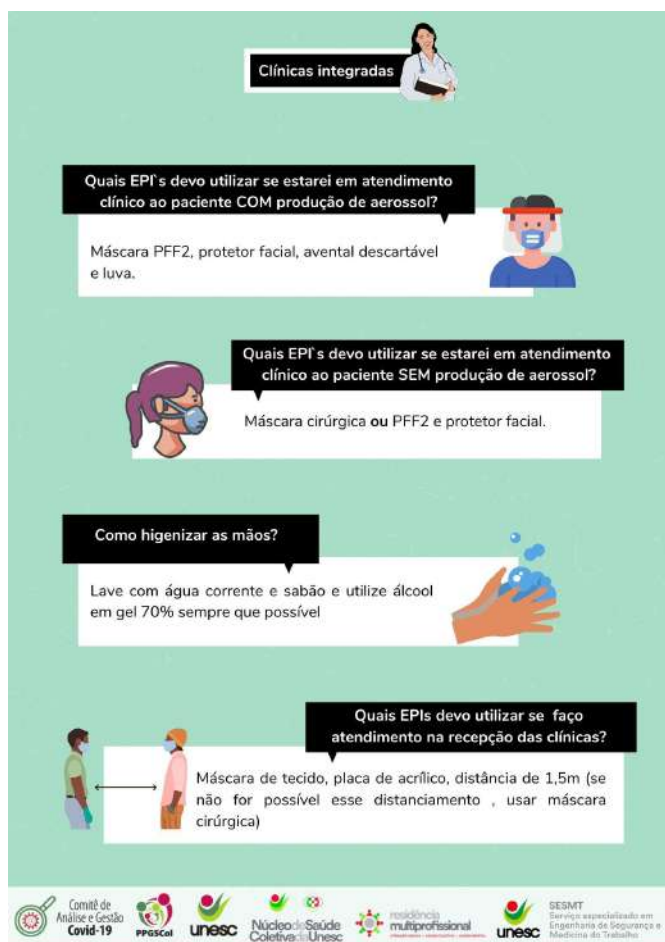 Clínicas integradas
Quais EPI`s devo utilizar se estarei em atendimento
clínico ao paciente COM produção de aerossol?
Máscara PFF2, protetor facial, avental descartável
e luva.
Quais EPI`s devo utilizar se estarei em atendimento
clínico ao paciente SEM produção de aerossol?
Máscara cirúrgica ou PFF2 e protetor facial.
Como higenizar as mãos?
Lave com água corrente e sabão e utilize álcool
em gel 70% sempre que possível
Quais EPIs devo utilizar se faço
atendimento na recepção das clínicas?
Máscara de tecido, placa de acrílico, distância de 1,5m (se
não for possível esse distanciamento , usar máscara
cirúrgica)
Comitê de
Análise e Gestão
Covid-19
PPGSCol
unesc
Núcleo de Saúde
Coletiva da Unesc
residência
multiprofissional
unesc
SESMT
Serviço especializado em
Engenharia de Segurança e
Medicina do Trabalho